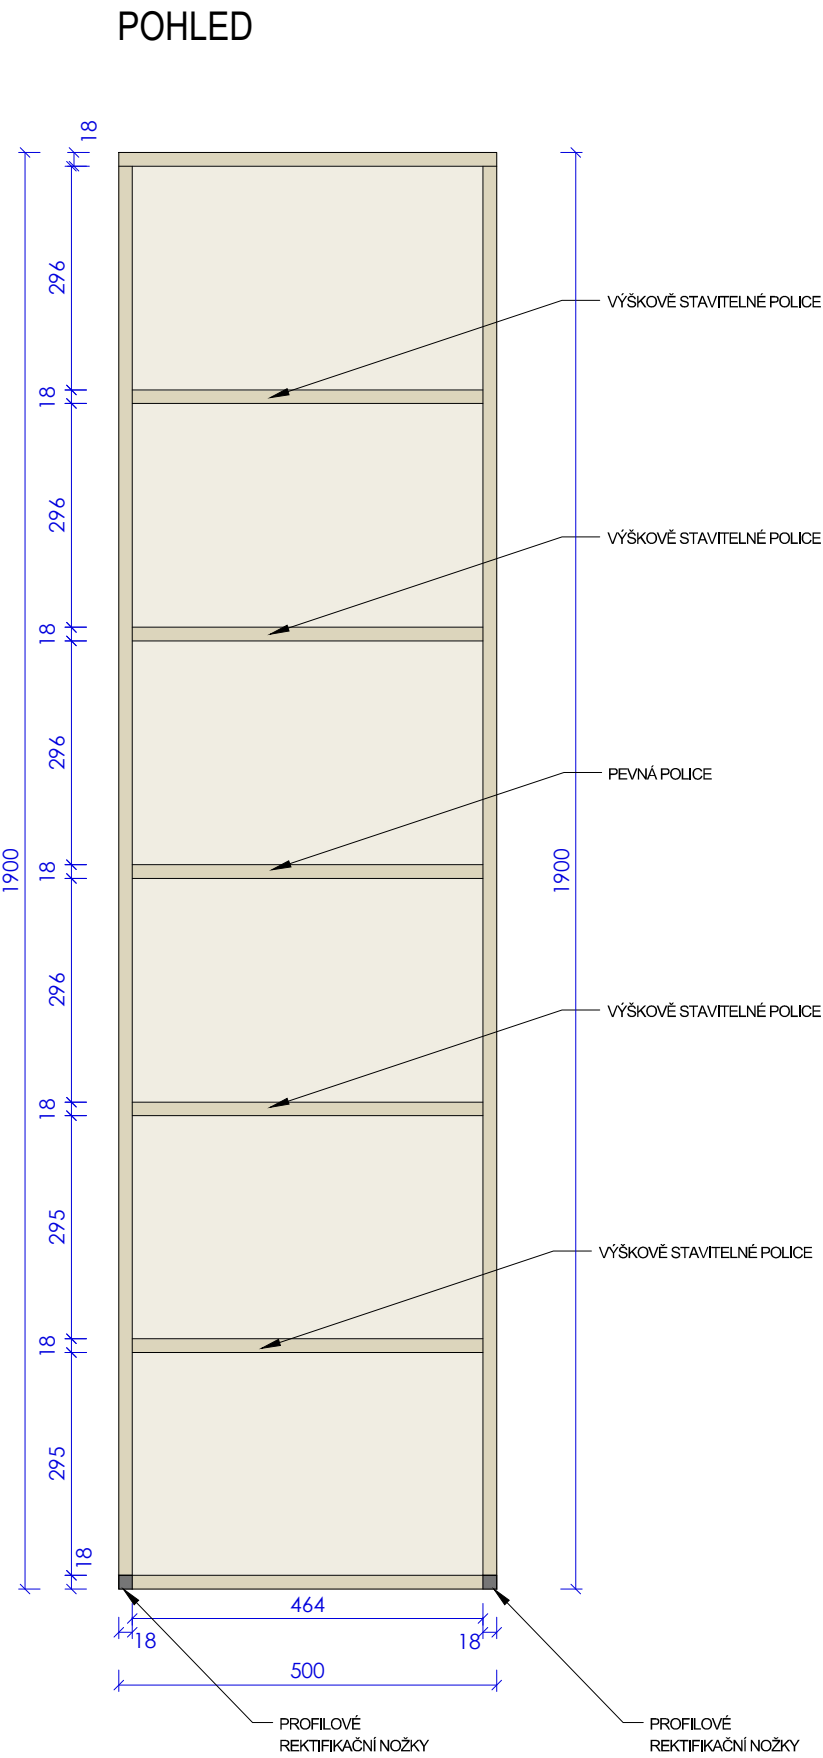 POHLED
18
296
VÝŠKOVĚ STAVITELNÉ POLICE
18
296
VÝŠKOVĚ STAVITELNÉ POLICE
18
296
PEVNÁ POLICE
1900
18
1900
296
VÝŠKOVĚ STAVITELNÉ POLICE
18
295
VÝŠKOVĚ STAVITELNÉ POLICE
18
295
18
464
18
18
500
PROFILOVÉ
REKTIFIKAČNÍ NOŽKY
PROFILOVÉ
REKTIFIKAČNÍ NOŽKY